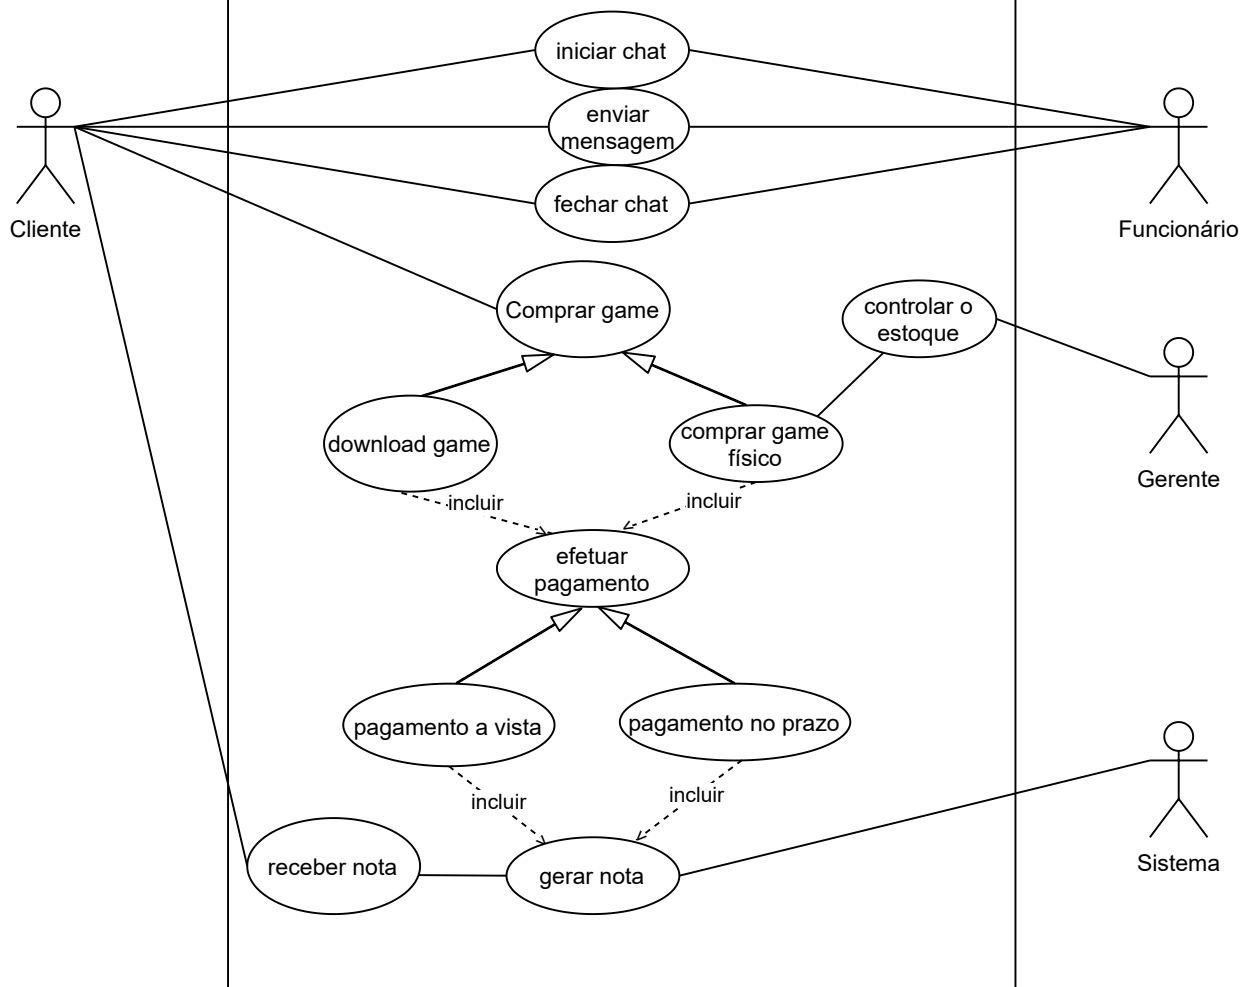 iniciar chat
enviar
mensagem
fechar chat
Cliente
Funcionário
Comprar game
controlar o
estoque
download game
comprar game
físico
Gerente
incluir
incluir
efetuar
pagamento
pagamento a vista
pagamento no prazo
incluir
incluir
receber nota
gerar nota
Sistema